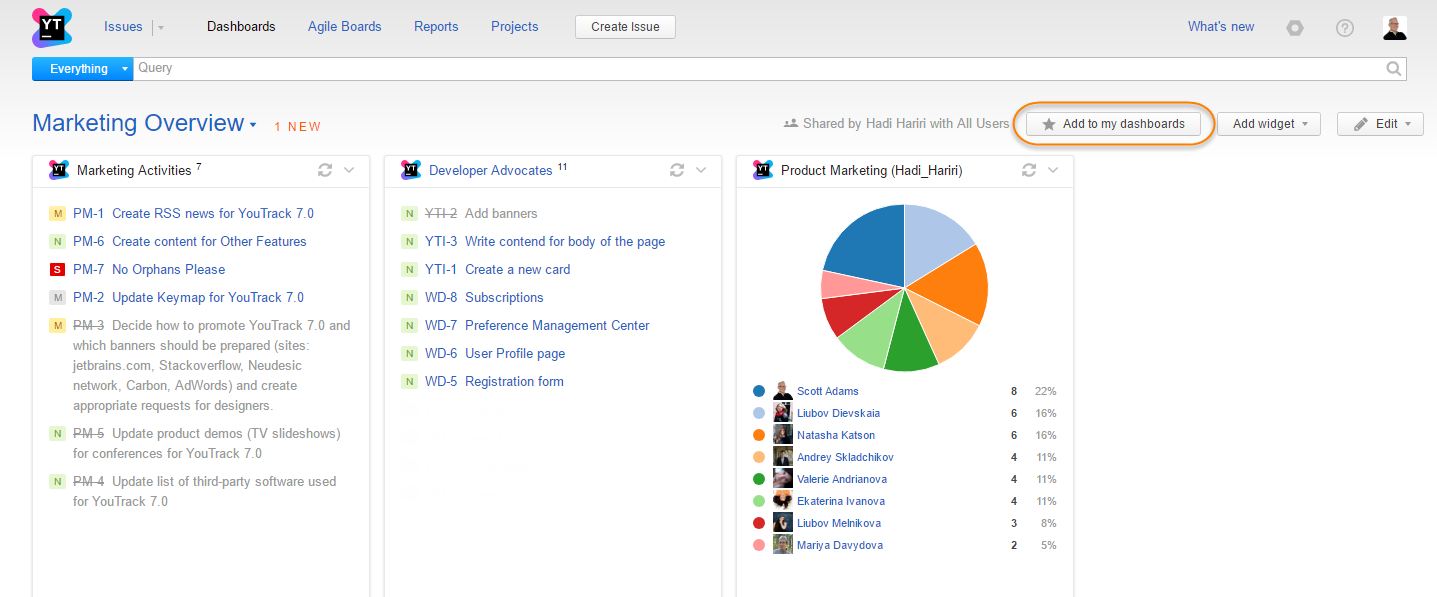 YT Issues Dashboards Agile Boards Reports Projects Create Issue What's new
Everything Query
Marketing Overview 1 NEW Shared by Hadi Hariri with All Users Add to my dashboards Add widget Edit
YT Marketing Activities 7
M PM-1 Create RSS news for YouTrack 7.0
N PM-6 Create content for Other Features
S PM-7 No Orphans Please
M PM-2 Update Keymap for YouTrack 7.0
M PM-3 Decide how to promote YouTrack 7.0 and
which banners should be prepared (sites:
jetbrains.com, Stackoverflow, Neudesic
network, Carbon, AdWords) and create
appropriate requests for designers.
N PM-5 Update product demos (TV slideshows)
for conferences for YouTrack 7.0
N PM-4 Update list of third-party software used
for YouTrack 7.0
YT Developer Advocates 11
N YTI-2 Add banners
N YTI-3 Write contend for body of the page
N YTI-1 Create a new card
N WD-8 Subscriptions
N WD-7 Preference Management Center
N WD-6 User Profile page
N WD-5 Registration form
YT Product Marketing (Hadi_Hariri)
Scott Adams 8 22%
Liubov Dievskaia 6 16%
Natasha Katson 6 16%
Andrey Skladchikov 4 11%
Valerie Andrianova 4 11%
Ekaterina Ivanova 4 11%
Liubov Melnikova 3 8%
Mariya Davydova 2 5%